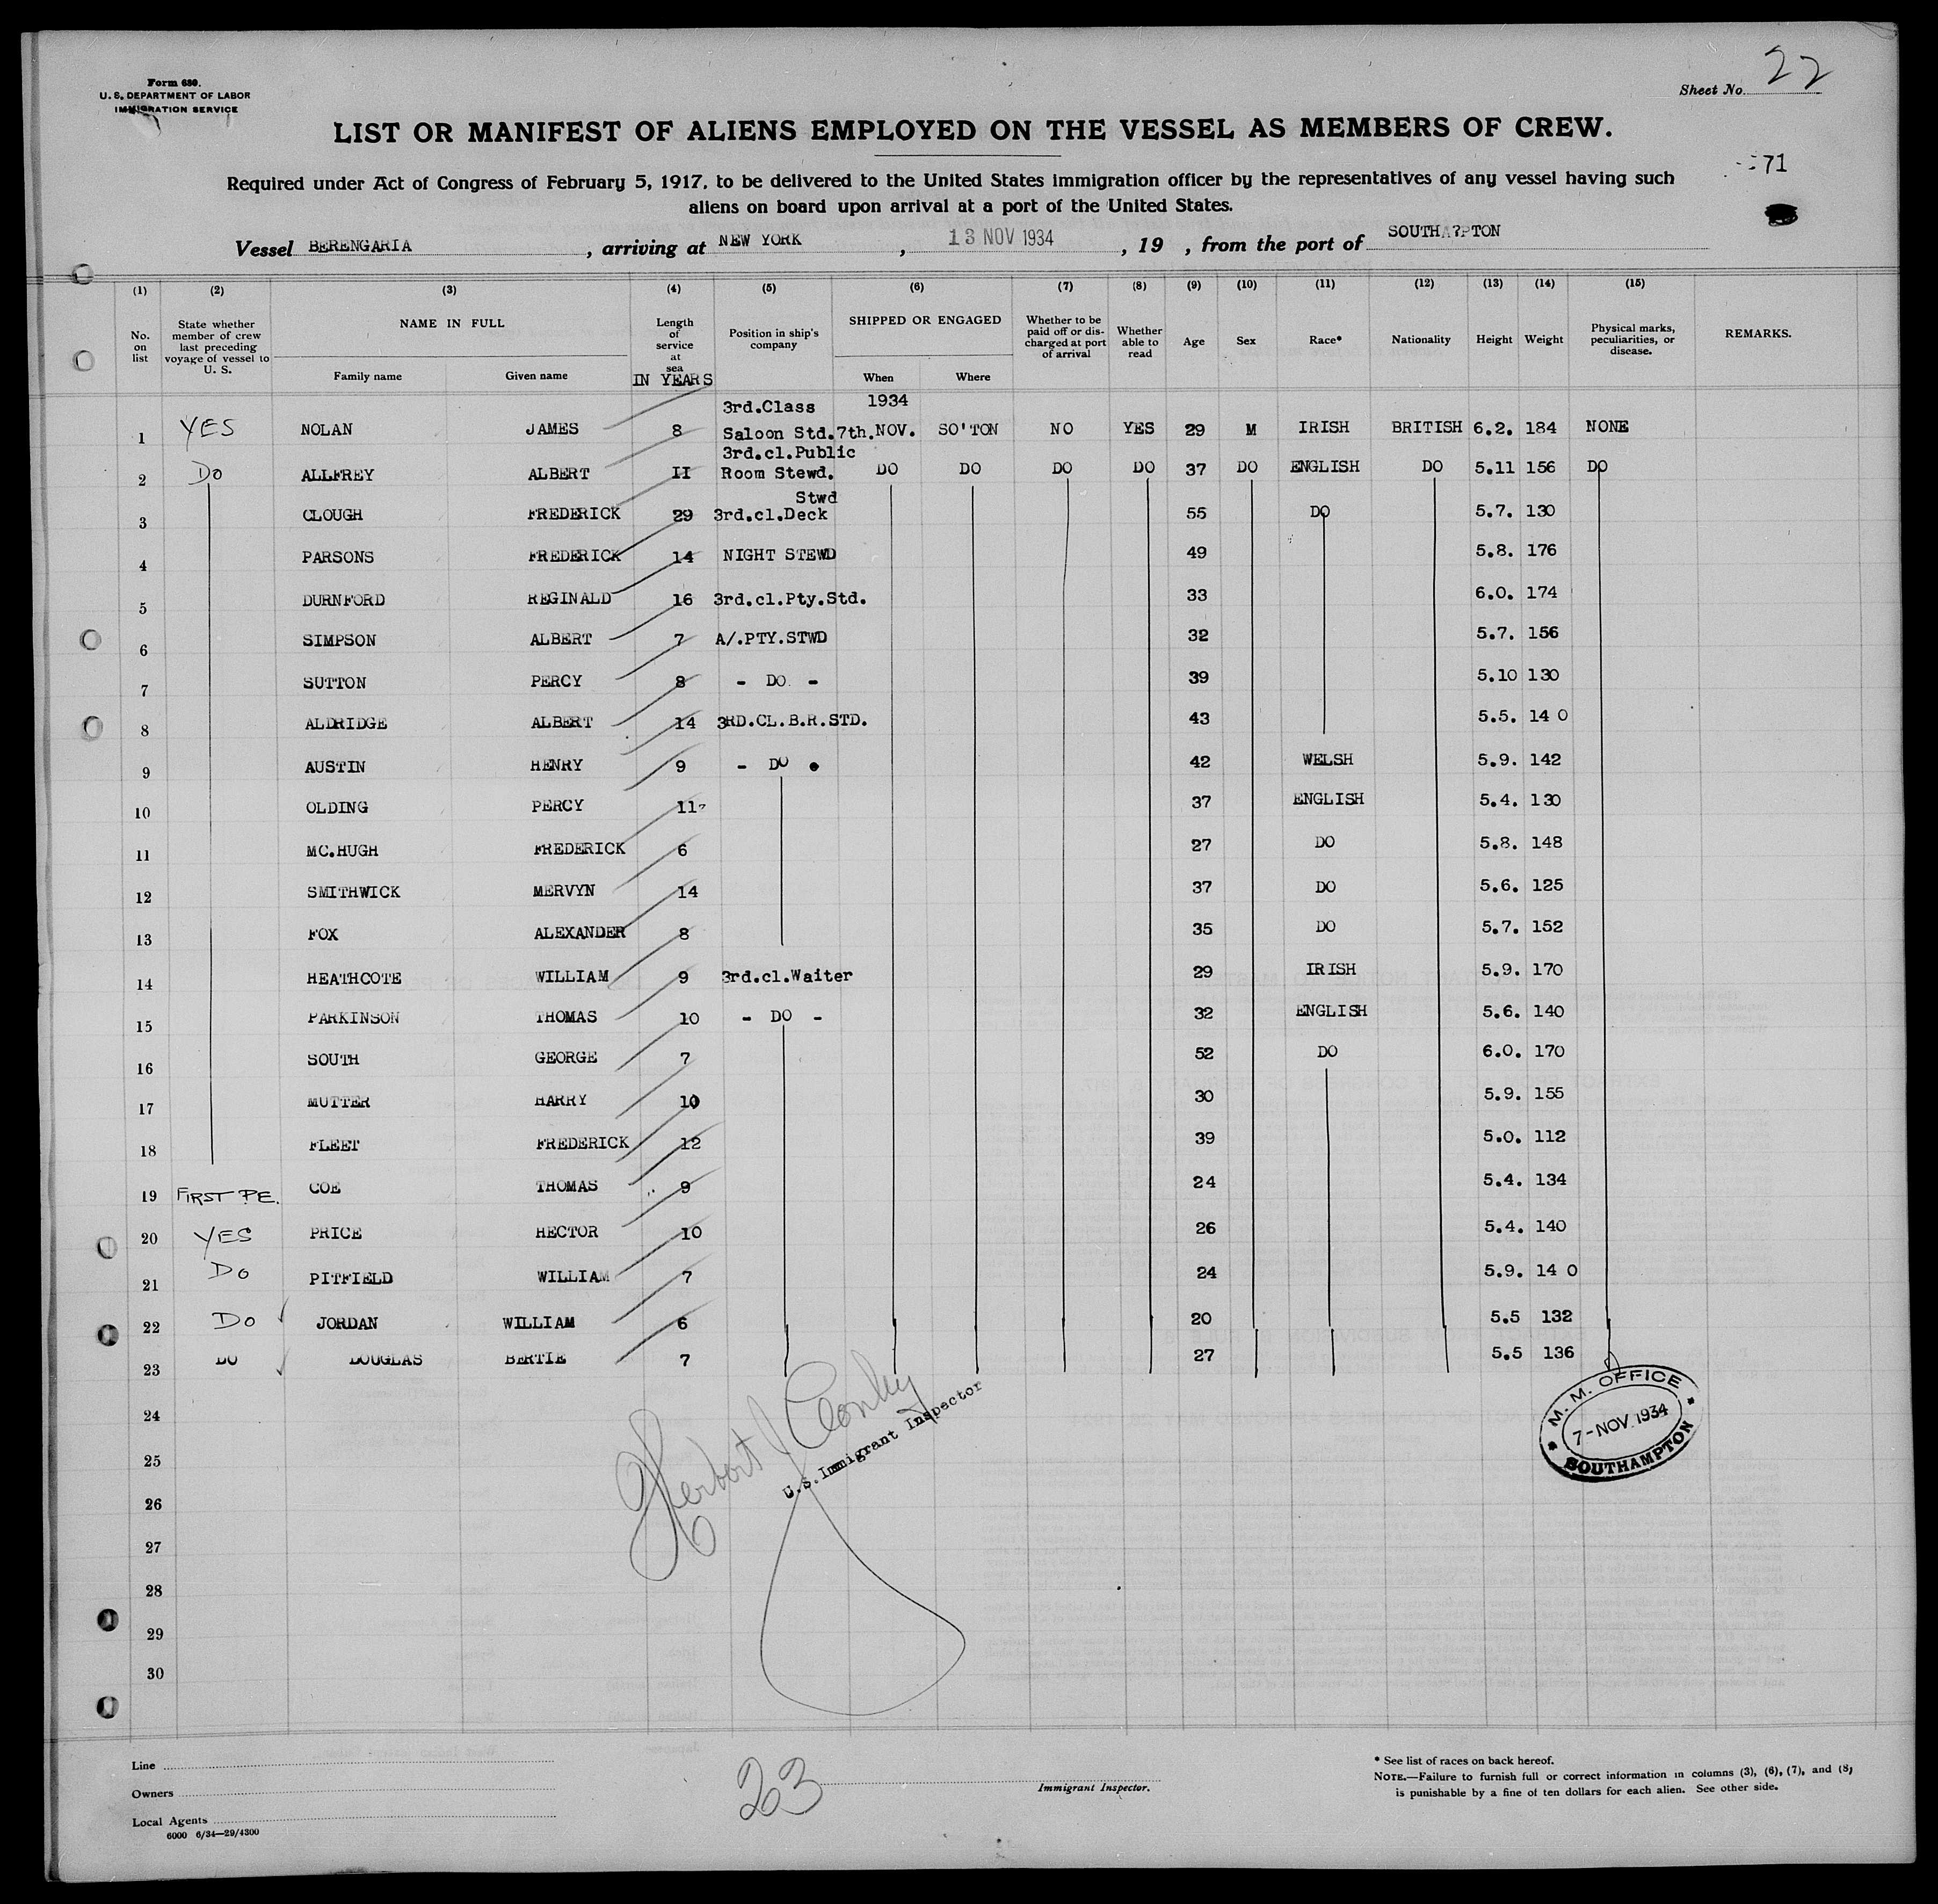 Form 689.
U. S. DEPARTMENT OF LABOR
IMMIGRATION SERVICE
Sheet No. 22
LIST OR MANIFEST OF ALIENS EMPLOYED ON THE VESSEL AS MEMBERS OF CREW.
71
Required under Act of Congress of February 5, 1917, to be delivered to the United States immigration officer by the representatives of any vessel having such
aliens on board upon arrival at a port of the United States.
Vessel BERENGARIA , arriving at NEW YORK , 13 NOV 1934 , 19 , from the port of SOUTHA?PTON
(1) (2) (3) (4) (5) (6) (7) (8) (9) (10) (11) (12) (13) (14) (15)
No. on list
State whether member of crew last preceding voyage of vessel to U. S.
NAME IN FULL
Family name Given name
Length of service at sea IN YEARS
Position in ship's company
SHIPPED OR ENGAGED
When Where
Whether to be paid off or discharged at port of arrival
Whether able to read
Age
Sex
Race*
Nationality
Height
Weight
Physical marks, peculiarities, or disease.
REMARKS.
3rd.Class 1934
1 YES NOLAN JAMES 8 Saloon Std. 7th.NOV. SO'TON NO YES 29 M IRISH BRITISH 6.2. 184 NONE
3rd.cl.Public
2 DO ALLFREY ALBERT II Room Stewd. DO DO DO DO 37 DO ENGLISH DO 5.11 156 DO
Stwd
3 CLOUGH FREDERICK 29 3rd.cl.Deck 55 DO 5.7. 130
4 PARSONS FREDERICK 14 NIGHT STEWD 49 5.8. 176
5 DURNFORD REGINALD 16 3rd.cl.Pty.Std. 33 6.0. 174
6 SIMPSON ALBERT 7 A/.PTY.STWD 32 5.7. 156
7 SUTTON PERCY 8 - DO. - 39 5.10 130
8 ALDRIDGE ALBERT 14 3RD.CL.B.R.STD. 43 5.5. 14 0
9 AUSTIN HENRY 9 - DO 42 WELSH 5.9. 142
10 OLDING PERCY 11 37 ENGLISH 5.4. 130
11 MC.HUGH FREDERICK 6 27 DO 5.8. 148
12 SMITHWICK MERVYN 14 37 DO 5.6. 125
13 FOX ALEXANDER 8 35 DO 5.7. 152
14 HEATHCOTE WILLIAM 9 3rd.cl.Waiter 29 IRISH 5.9. 170
15 PARKINSON THOMAS 10 - DO - 32 ENGLISH 5.6. 140
16 SOUTH GEORGE 7 52 DO 6.0. 170
17 MUTTER HARRY 10 30 5.9. 155
18 FLEET FREDERICK 12 39 5.0. 112
19 FIRST PE. COE THOMAS 9 24 5.4. 134
20 YES PRICE HECTOR 10 26 5.4. 140
21 Do PITFIELD WILLIAM 7 24 5.9. 14 0
22 Do JORDAN WILLIAM 6 20 5.5 132
23 DO DOUGLAS BERTIE 7 27 5.5 136
24
25
26
27
28
29
30
Herbert J
U.S.Immigrant Inspector
M. M. OFFICE
7 - NOV 1934
SOUTHAMPTON
Line
Owners
Local Agents
6000 6/34—29/4300
23
Immigrant Inspector.
* See list of races on back hereof.
NOTE.—Failure to furnish full or correct information in columns (3), (6), (7), and (8)
is punishable by a fine of ten dollars for each alien. See other side.